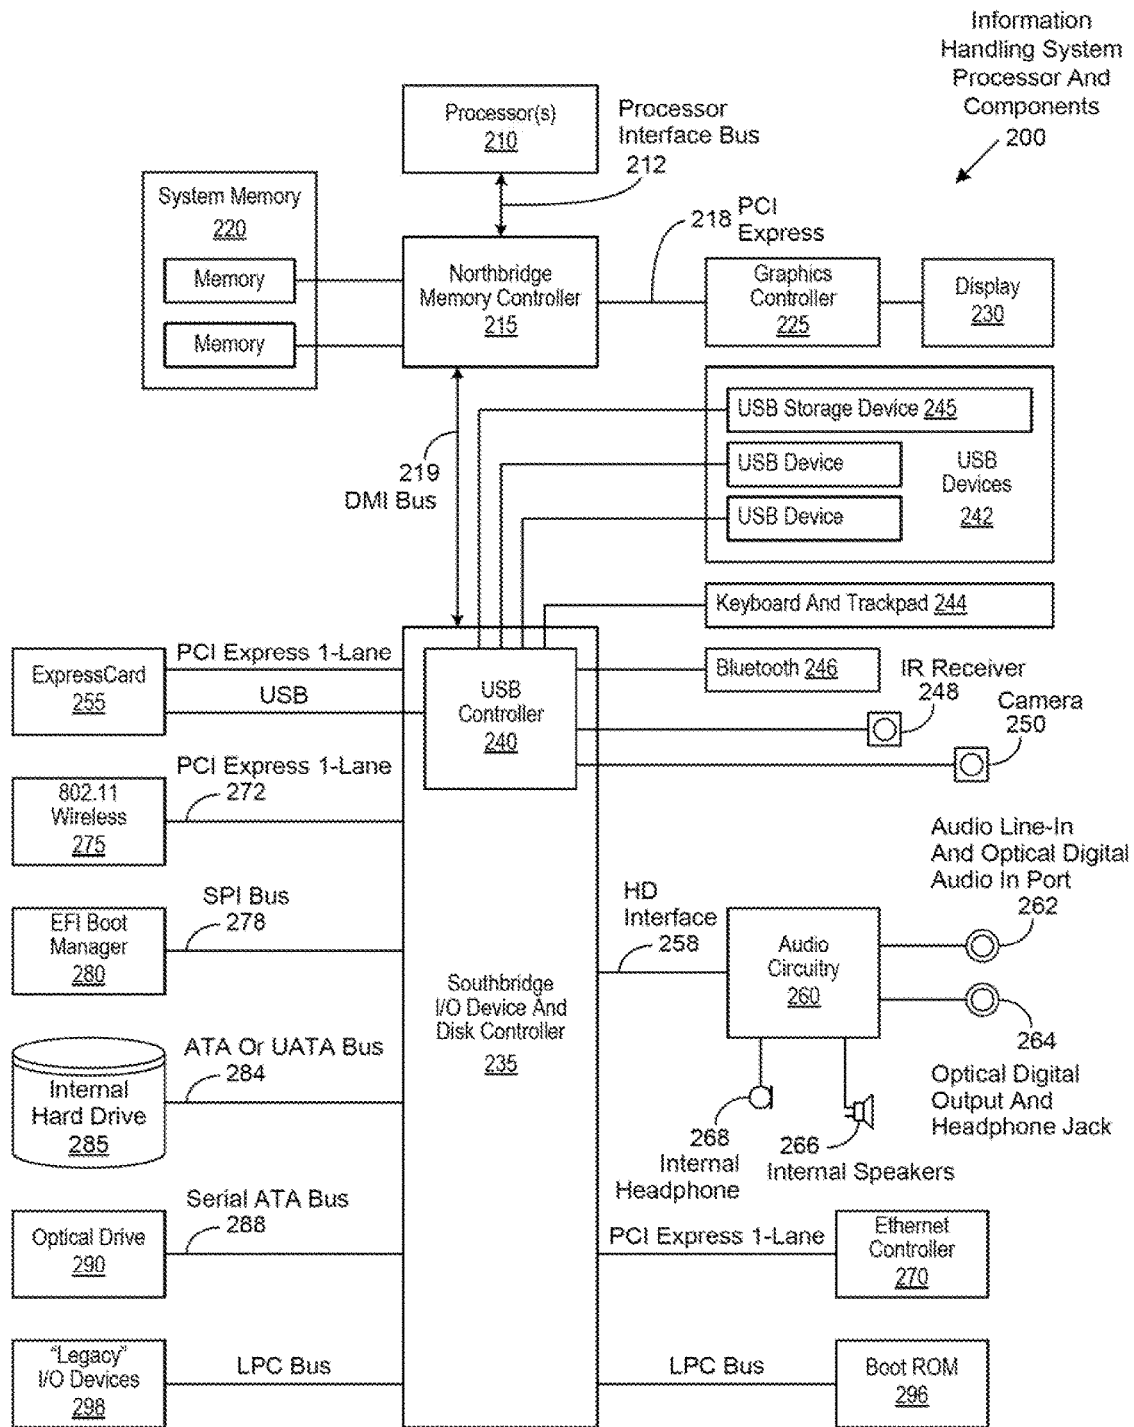 Information
Handling System
Processor And
Components
200
Processor(s)
210
Processor
Interface Bus
212
System Memory
220
Memory
Memory
Northbridge
Memory Controller
215
218 PCI
Express
Graphics
Controller
225
Display
230
219
DMI Bus
USB Storage Device 245
USB Device
USB Device
USB
Devices
242
Keyboard And Trackpad 244
Bluetooth 246
IR Receiver
248
Camera
250
ExpressCard
255
PCI Express 1-Lane
USB
USB
Controller
240
802.11
Wireless
275
PCI Express 1-Lane
272
EFI Boot
Manager
280
SPI Bus
278
Southbridge
I/O Device And
Disk Controller
235
HD
Interface
258
Audio
Circuitry
260
Audio Line-In
And Optical Digital
Audio In Port
262
264
Optical Digital
Output And
Headphone Jack
268
Internal
Headphone
266
Internal Speakers
Internal
Hard Drive
285
ATA Or UATA Bus
284
Optical Drive
290
Serial ATA Bus
288
PCI Express 1-Lane
Ethernet
Controller
270
"Legacy"
I/O Devices
298
LPC Bus
LPC Bus
Boot ROM
296